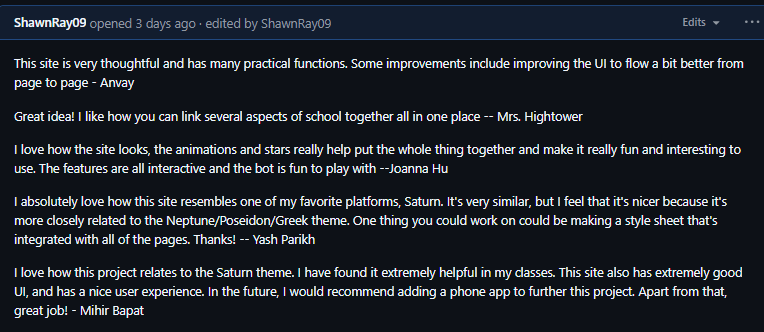 ShawnRay09 opened 3 days ago · edited by ShawnRay09 Edits
This site is very thoughtful and has many practical functions. Some improvements include improving the UI to flow a bit better from
page to page - Anvay
Great idea! I like how you can link several aspects of school together all in one place -- Mrs. Hightower
I love how the site looks, the animations and stars really help put the whole thing together and make it really fun and interesting to
use. The features are all interactive and the bot is fun to play with --Joanna Hu
I absolutely love how this site resembles one of my favorite platforms, Saturn. It's very similar, but I feel that it's nicer because it's
more closely related to the Neptune/Poseidon/Greek theme. One thing you could work on could be making a style sheet that's
integrated with all of the pages. Thanks! -- Yash Parikh
I love how this project relates to the Saturn theme. I have found it extremely helpful in my classes. This site also has extremely good
UI, and has a nice user experience. In the future, I would recommend adding a phone app to further this project. Apart from that,
great job! - Mihir Bapat